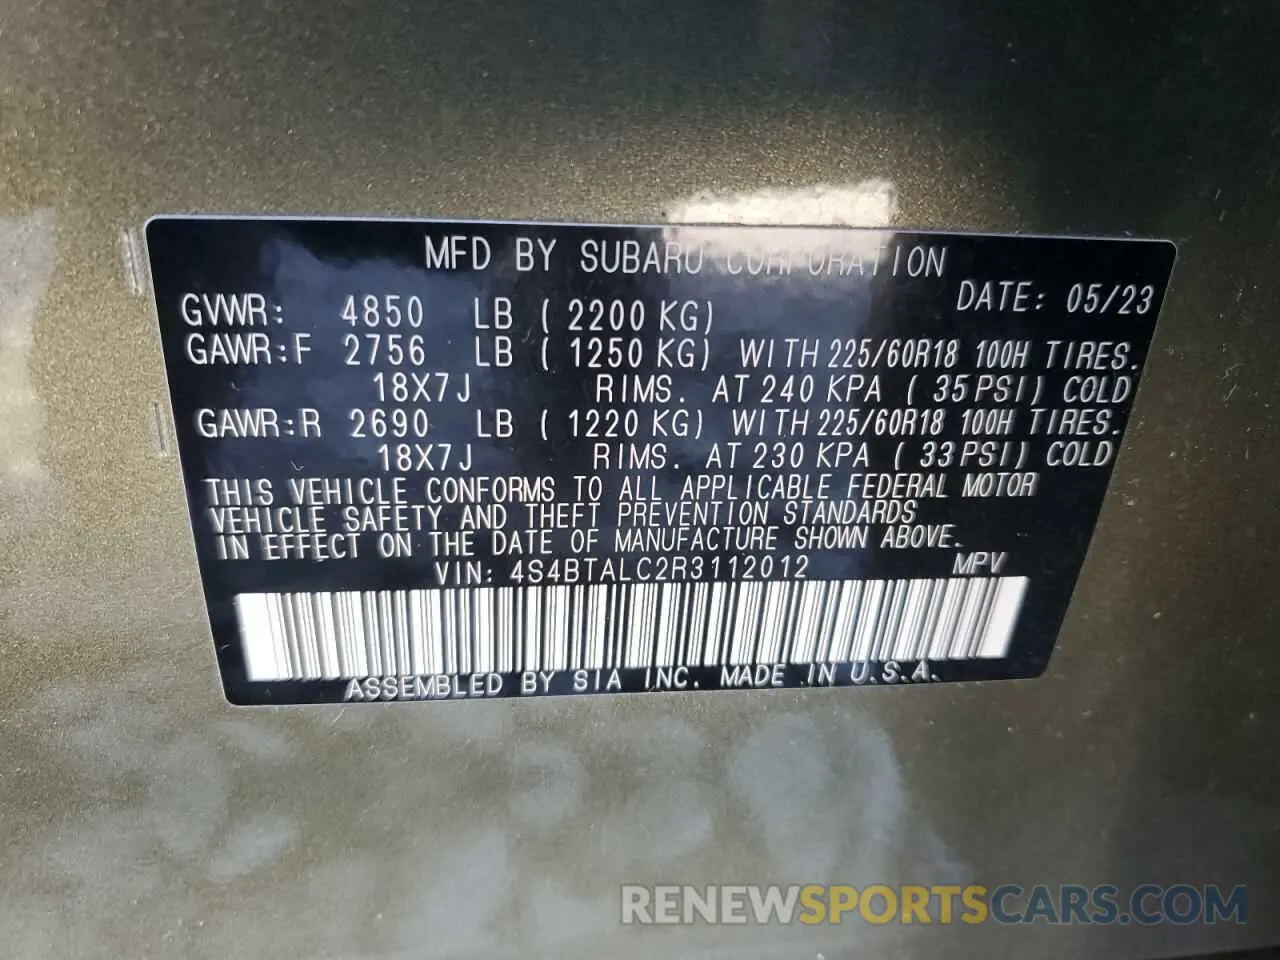 MFD BY SUBARU CORPORATION
DATE: 05/23
GVWR: 4850 LB ( 2200 KG)
GAWR:F 2756 LB ( 1250 KG) WITH 225/60R18 100H TIRES.
18X7J RIMS. AT 240 KPA ( 35 PSI) COLD
GAWR:R 2690 LB ( 1220 KG) WITH 225/60R18 100H TIRES.
18X7J RIMS. AT 230 KPA ( 33 PSI) COLD
THIS VEHICLE CONFORMS TO ALL APPLICABLE FEDERAL MOTOR
VEHICLE SAFETY AND THEFT PREVENTION STANDARDS
IN EFFECT ON THE DATE OF MANUFACTURE SHOWN ABOVE.
VIN: 4S4BTALC2R3112012 MPV
ASSEMBLED BY SIA INC. MADE IN U.S.A.
RENEWSPORTSCARS.COM